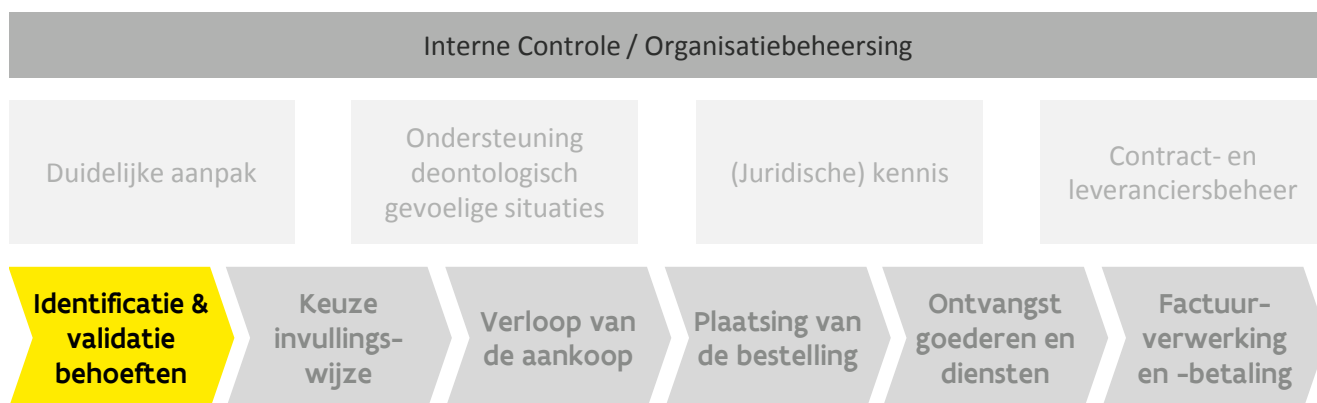 Interne Controle / Organisatiebeheersing
Duidelijke aanpak
Ondersteuning
deontologisch
gevoelige situaties
(Juridische) kennis
Contract- en
leveranciersbeheer
Identificatie &
validatie
behoeften
Keuze
invullings-
wijze
Verloop van
de aankoop
Plaatsing van
de bestelling
Ontvangst
goederen en
diensten
Factuur-
verwerking
en -betaling